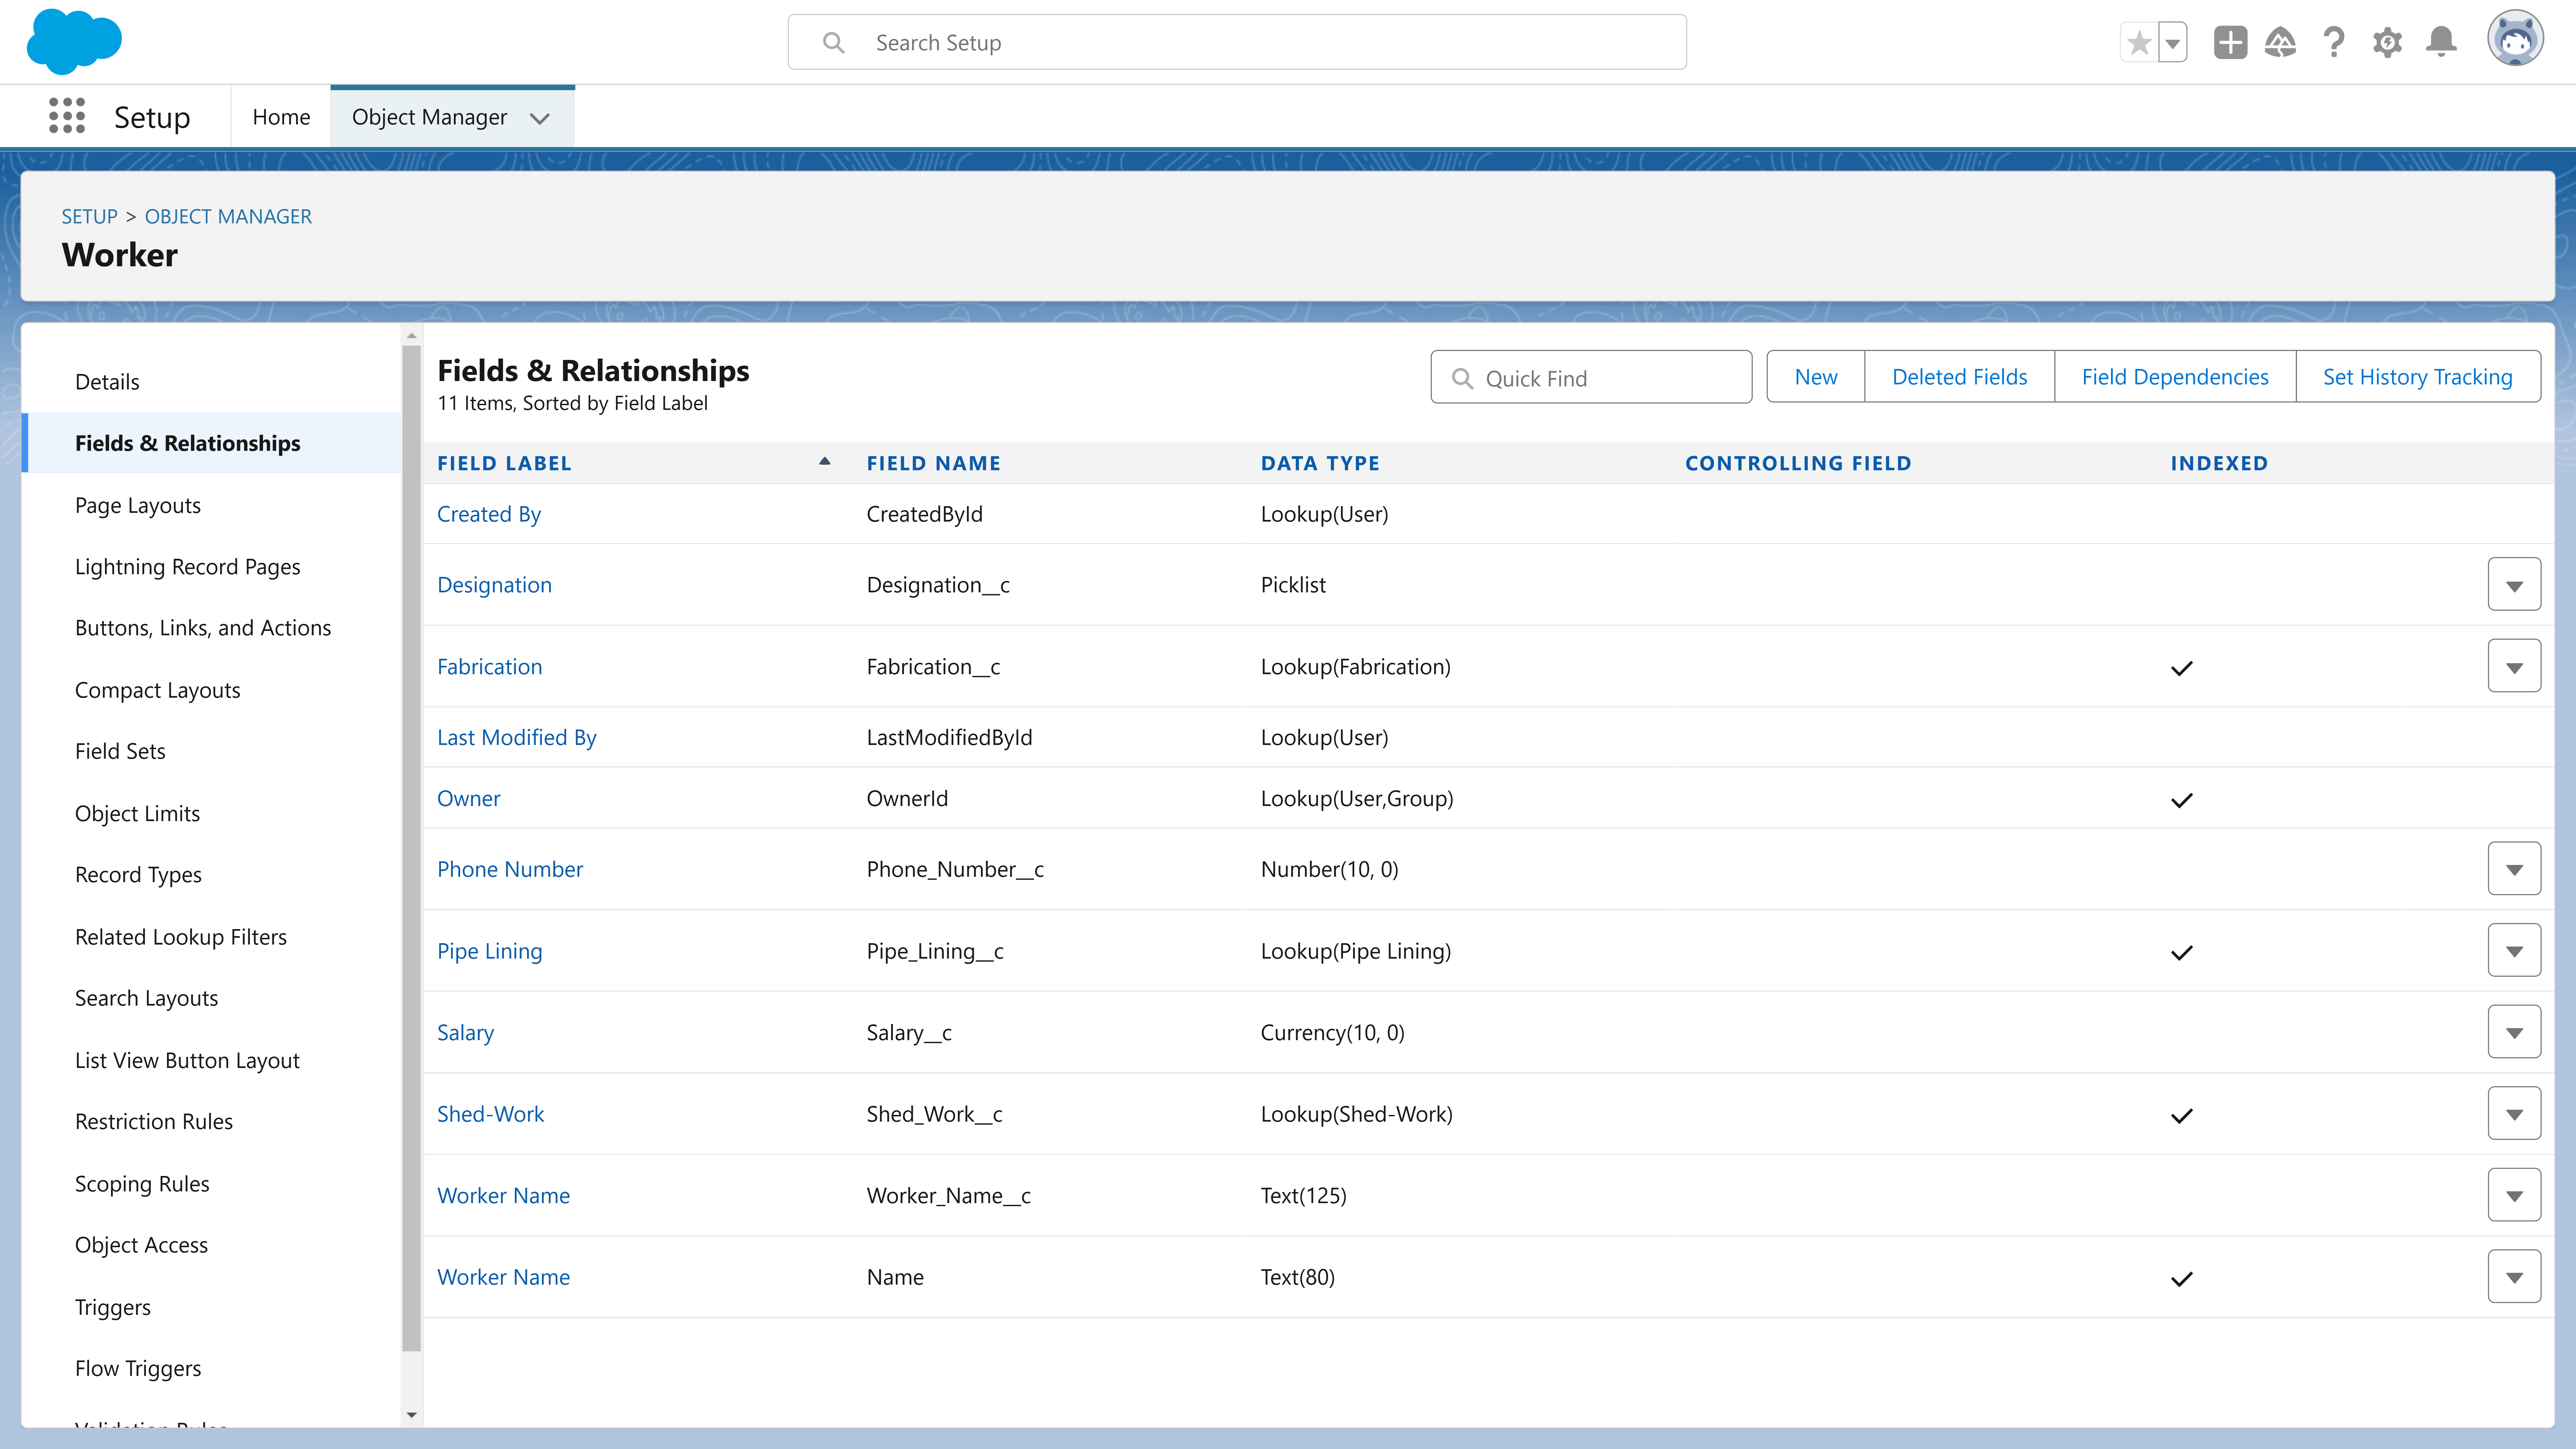 Search Setup
Setup
Home
Object Manager
SETUP > OBJECT MANAGER
Worker
Details
Fields & Relationships
Page Layouts
Lightning Record Pages
Buttons, Links, and Actions
Compact Layouts
Field Sets
Object Limits
Record Types
Related Lookup Filters
Search Layouts
List View Button Layout
Restriction Rules
Scoping Rules
Object Access
Triggers
Flow Triggers
Fields & Relationships
11 Items, Sorted by Field Label
Quick Find
New
Deleted Fields
Field Dependencies
Set History Tracking
FIELD LABEL FIELD NAME DATA TYPE CONTROLLING FIELD INDEXED
Created By CreatedById Lookup(User)
Designation Designation__c Picklist
Fabrication Fabrication__c Lookup(Fabrication)
Last Modified By LastModifiedById Lookup(User)
Owner OwnerId Lookup(User,Group)
Phone Number Phone_Number__c Number(10, 0)
Pipe Lining Pipe_Lining__c Lookup(Pipe Lining)
Salary Salary__c Currency(10, 0)
Shed-Work Shed_Work__c Lookup(Shed-Work)
Worker Name Worker_Name__c Text(125)
Worker Name Name Text(80)